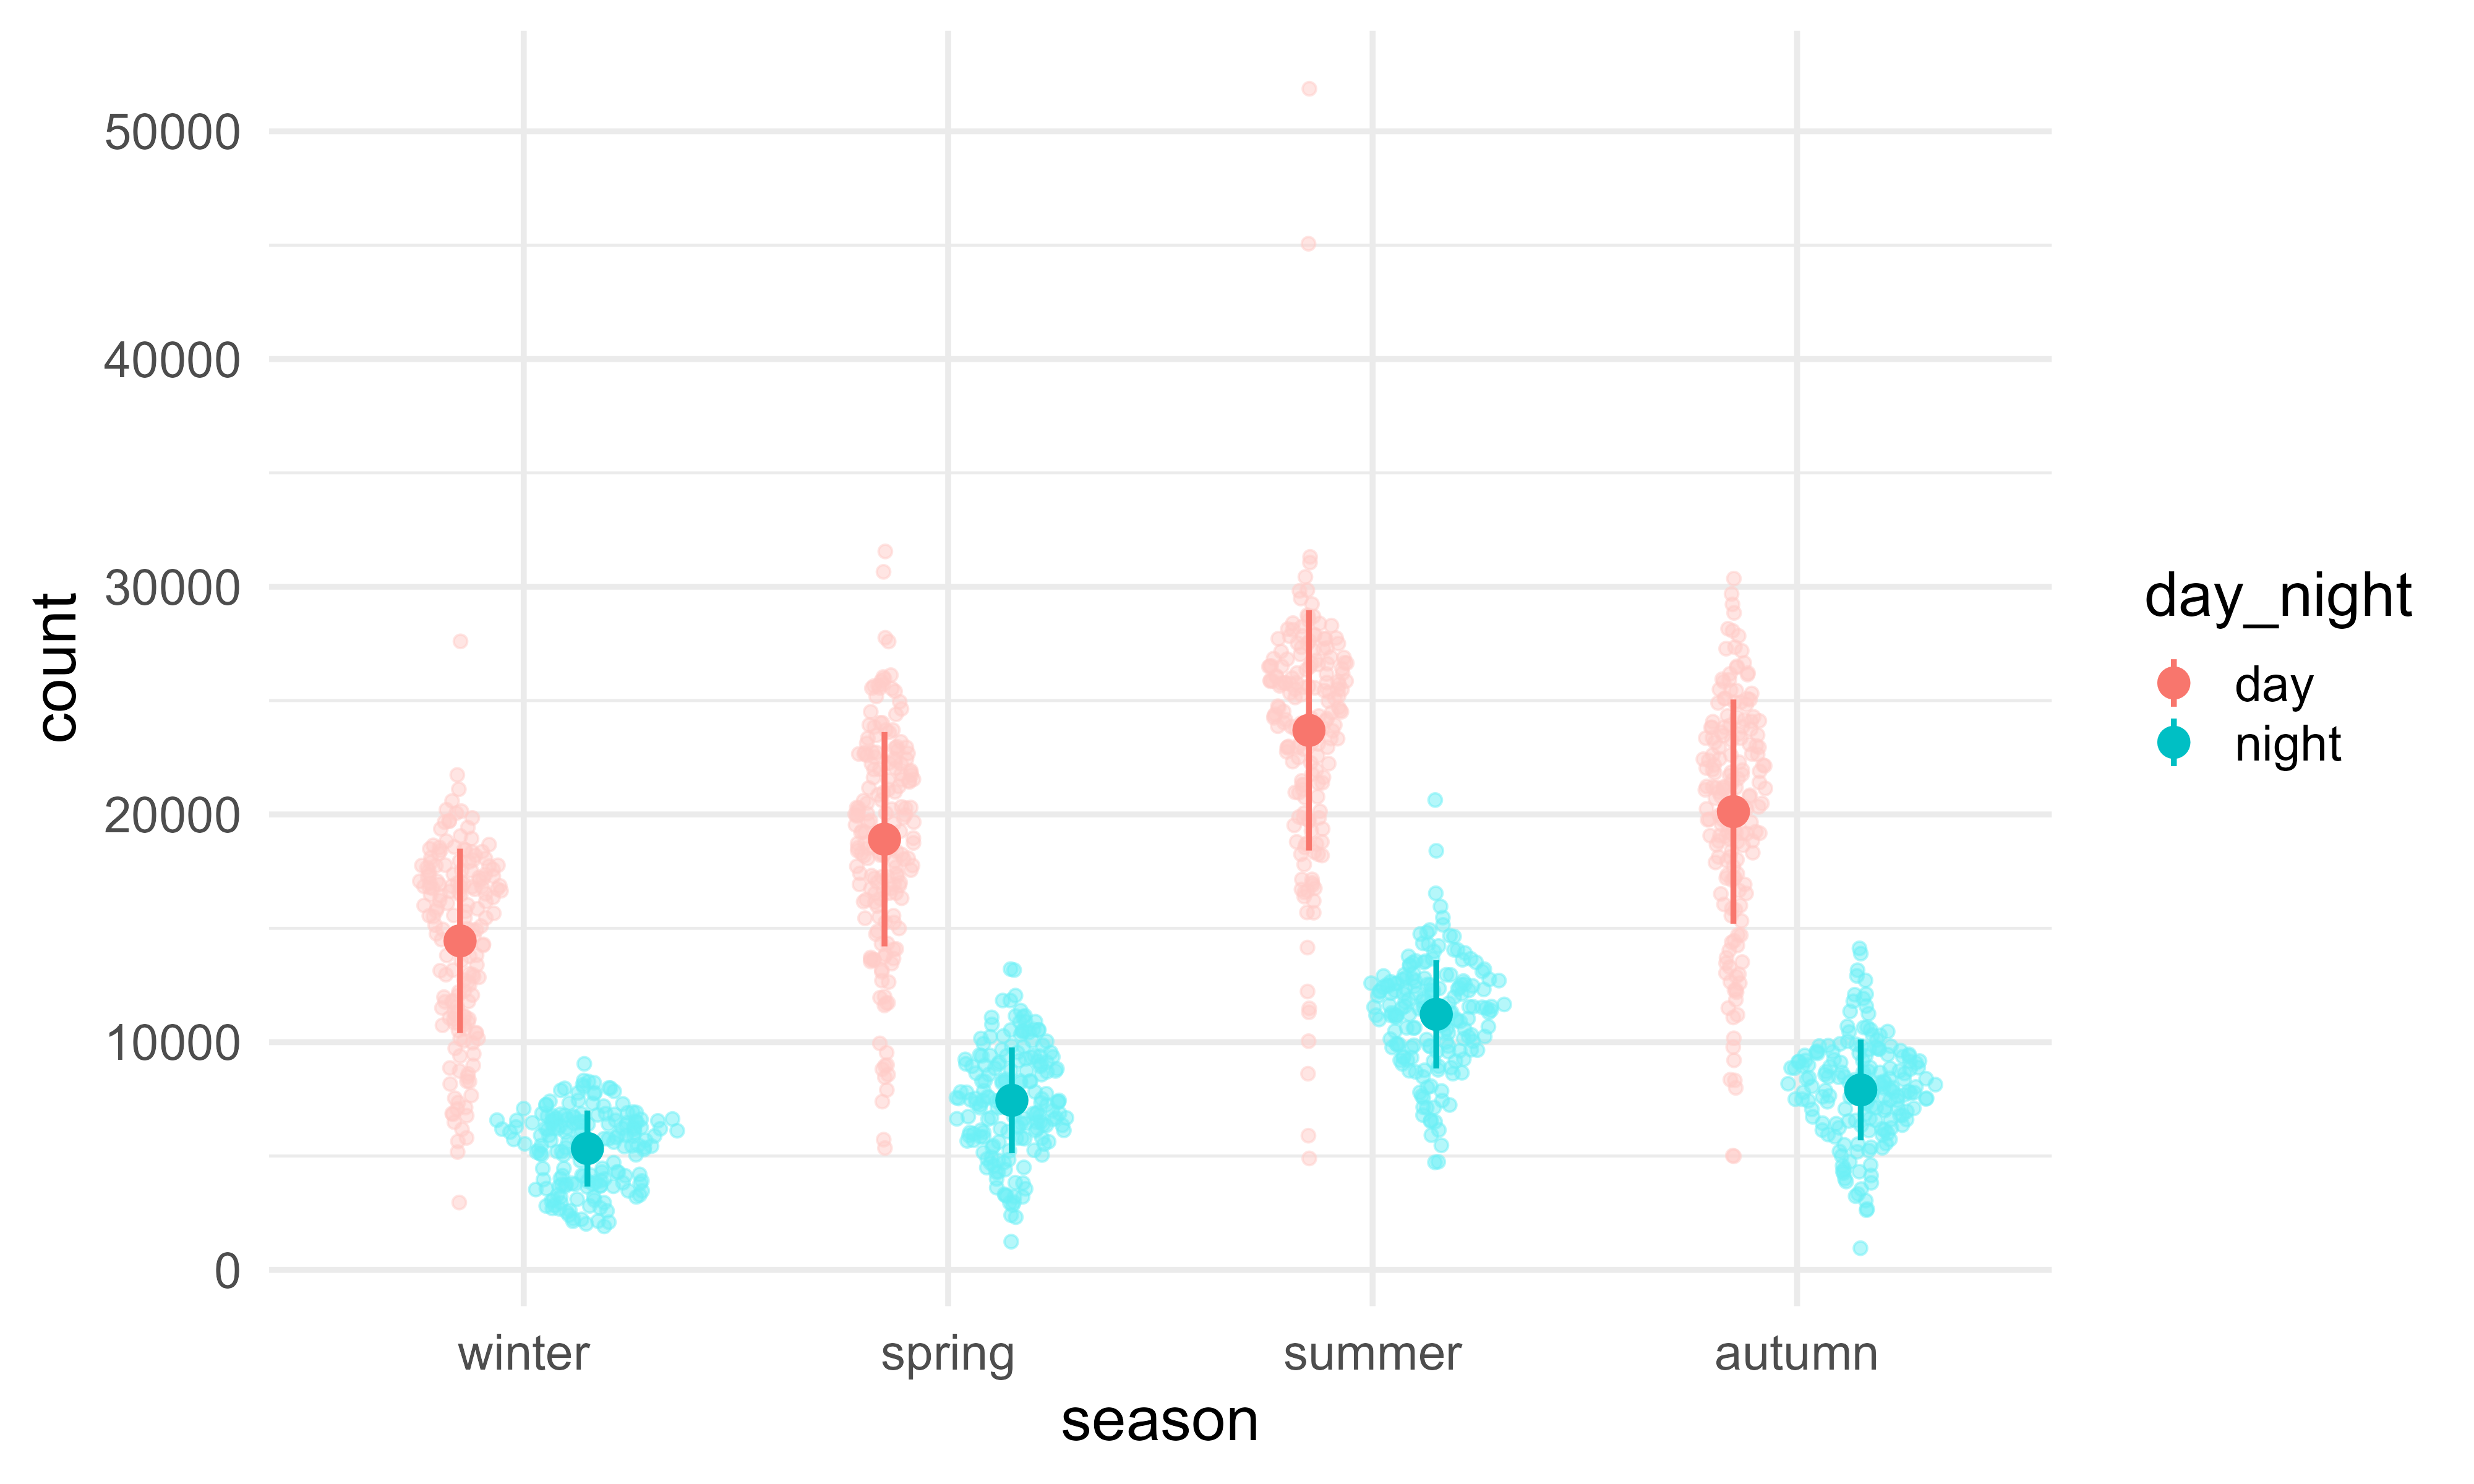 50000
40000
30000
20000
10000
0
count
winter spring summer autumn
season
day_night
day
night